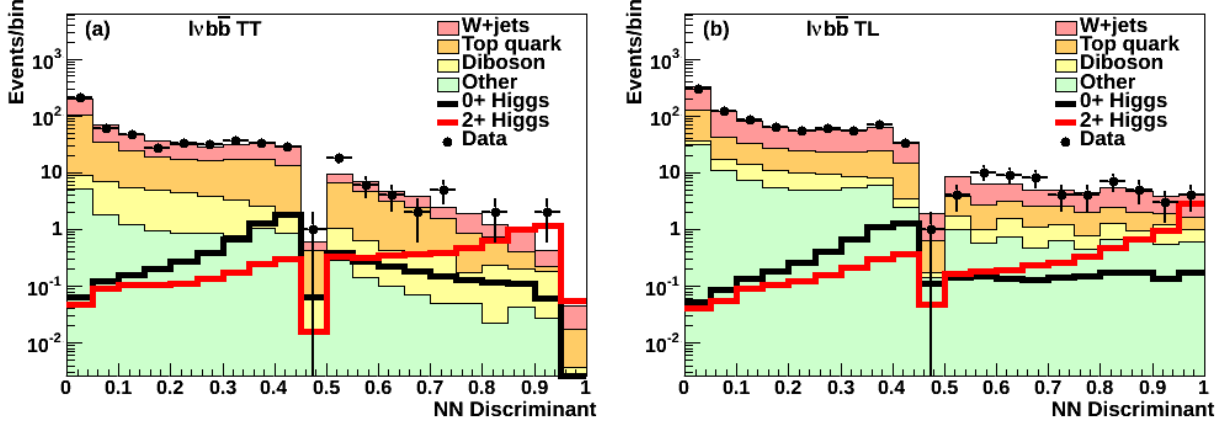 (a) lνbb̅ TT
W+jets
Top quark
Diboson
Other
0+ Higgs
2+ Higgs
Data
Events/bin
10³
10²
10
1
10⁻¹
10⁻²
0 0.1 0.2 0.3 0.4 0.5 0.6 0.7 0.8 0.9 1
NN Discriminant
(b) lνbb̅ TL
W+jets
Top quark
Diboson
Other
0+ Higgs
2+ Higgs
Data
Events/bin
10³
10²
10
1
10⁻¹
10⁻²
0 0.1 0.2 0.3 0.4 0.5 0.6 0.7 0.8 0.9 1
NN Discriminant